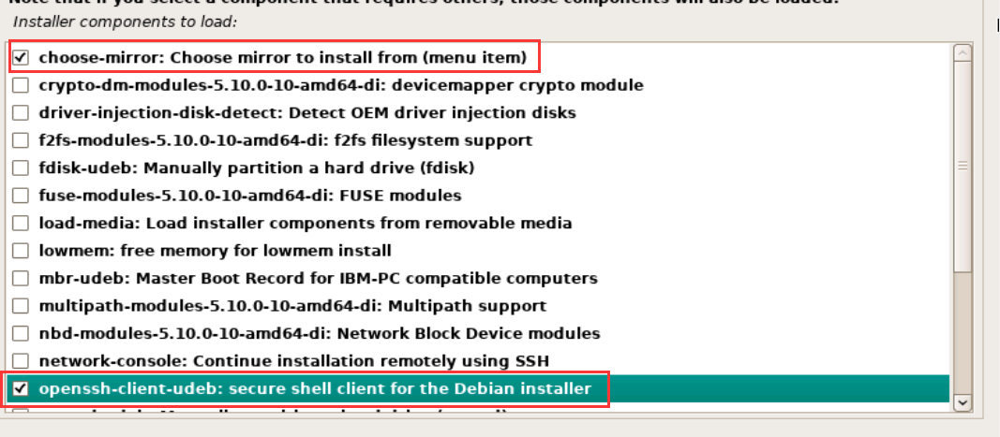 Note that if you select a component that requires others, those components will also be loaded.
Installer components to load:
choose-mirror: Choose mirror to install from (menu item)
crypto-dm-modules-5.10.0-10-amd64-di: devicemapper crypto module
driver-injection-disk-detect: Detect OEM driver injection disks
f2fs-modules-5.10.0-10-amd64-di: f2fs filesystem support
fdisk-udeb: Manually partition a hard drive (fdisk)
fuse-modules-5.10.0-10-amd64-di: FUSE modules
load-media: Load installer components from removable media
lowmem: free memory for lowmem install
mbr-udeb: Master Boot Record for IBM-PC compatible computers
multipath-modules-5.10.0-10-amd64-di: Multipath support
nbd-modules-5.10.0-10-amd64-di: Network Block Device modules
network-console: Continue installation remotely using SSH
openssh-client-udeb: secure shell client for the Debian installer